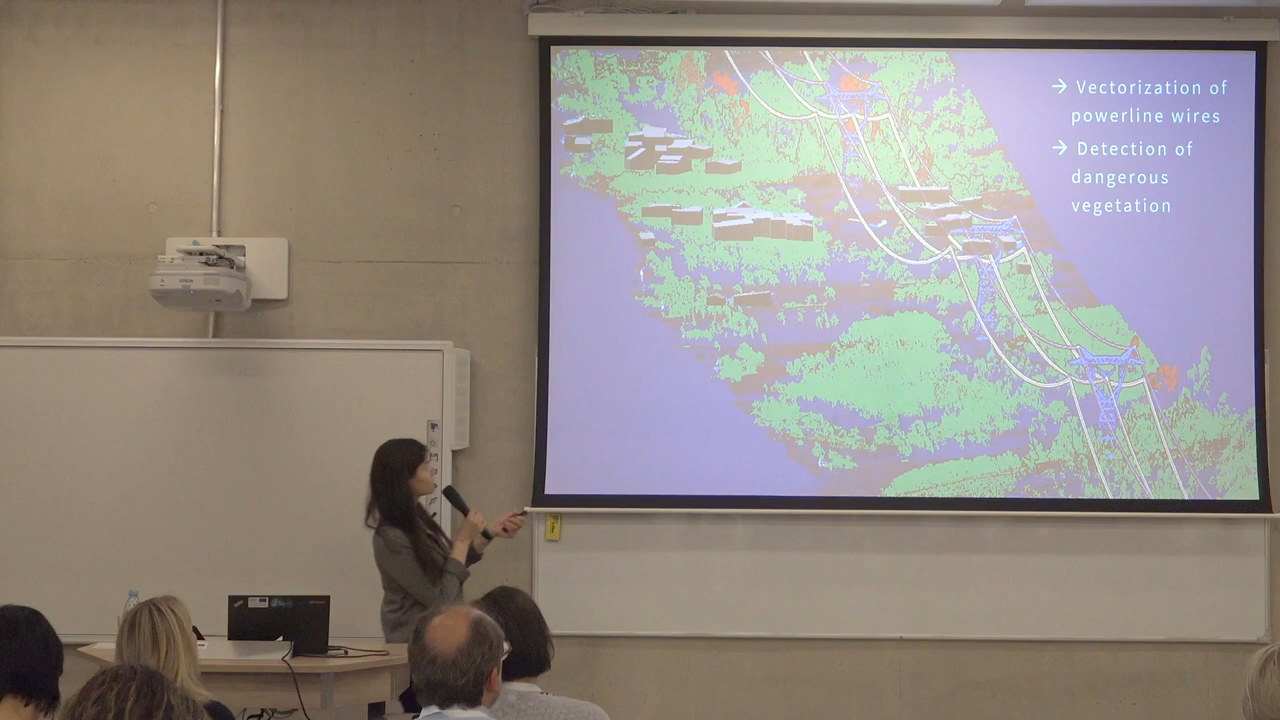 → Vectorization of
powerline wires
→ Detection of
dangerous
vegetation